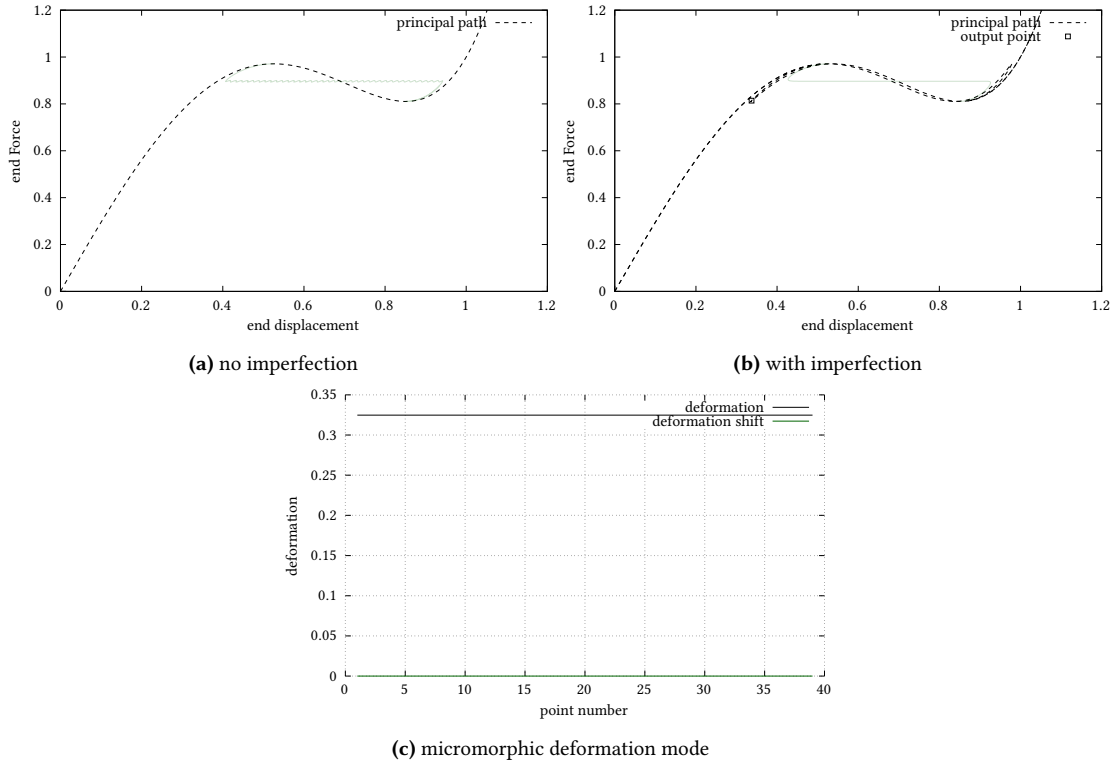 1.2
principal path
1
0.8
0.6
0.4
0.2
0
end Force
0 0.2 0.4 0.6 0.8 1 1.2
end displacement
(a) no imperfection
1.2
principal path
output point
1
0.8
0.6
0.4
0.2
0
end Force
0 0.2 0.4 0.6 0.8 1 1.2
end displacement
(b) with imperfection
0.35
deformation
deformation shift
0.3
0.25
0.2
0.15
0.1
0.05
0
deformation
0 5 10 15 20 25 30 35 40
point number
(c) micromorphic deformation mode